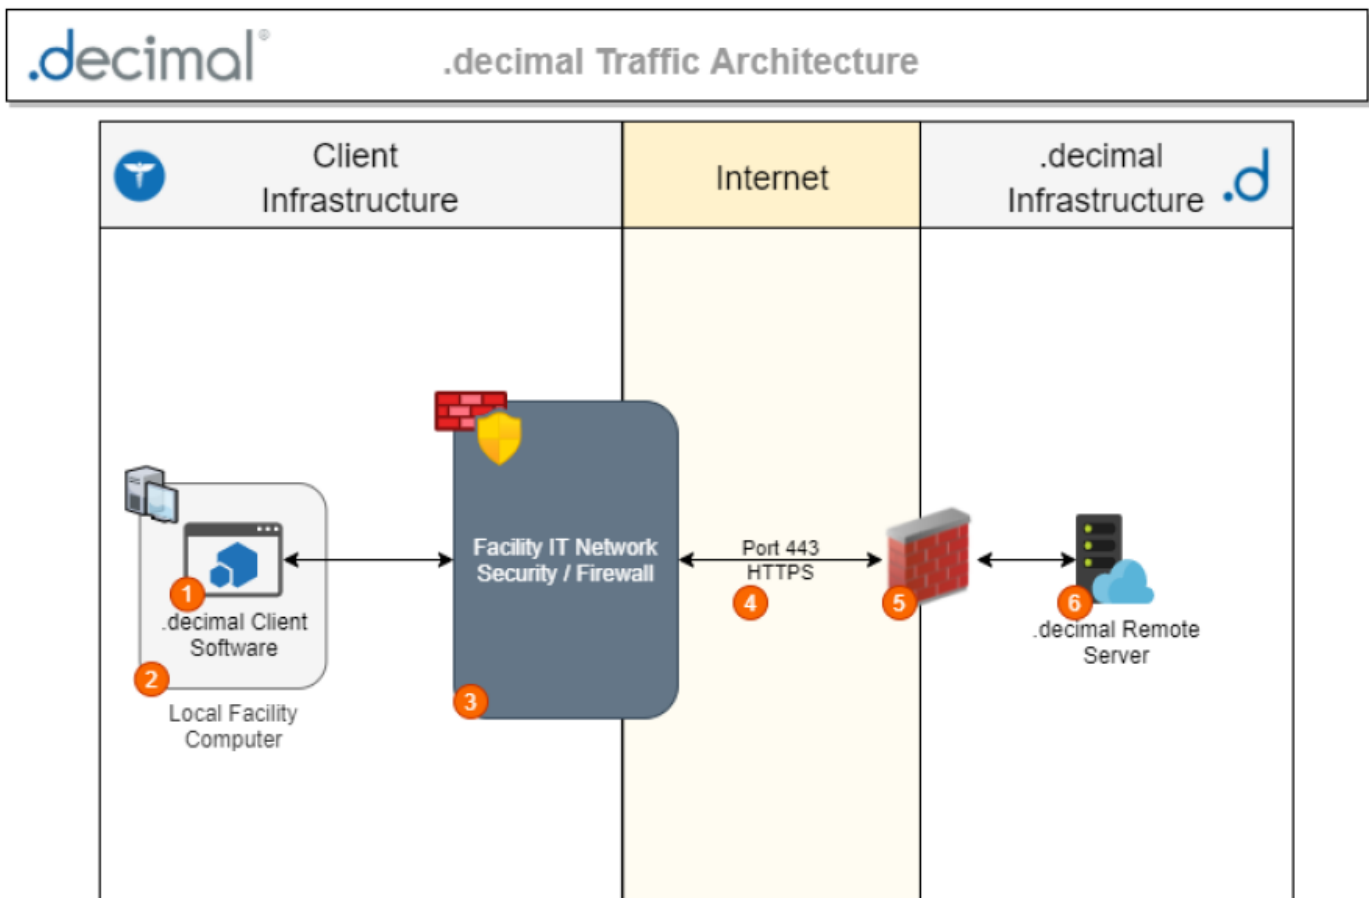 .decimal®
.decimal Traffic Architecture
Client
Infrastructure
Internet
.decimal
Infrastructure
.d
Facility IT Network
Security / Firewall
Port 443
HTTPS
1
4
5
6
.decimal Client
Software
.decimal Remote
Server
2
3
Local Facility
Computer